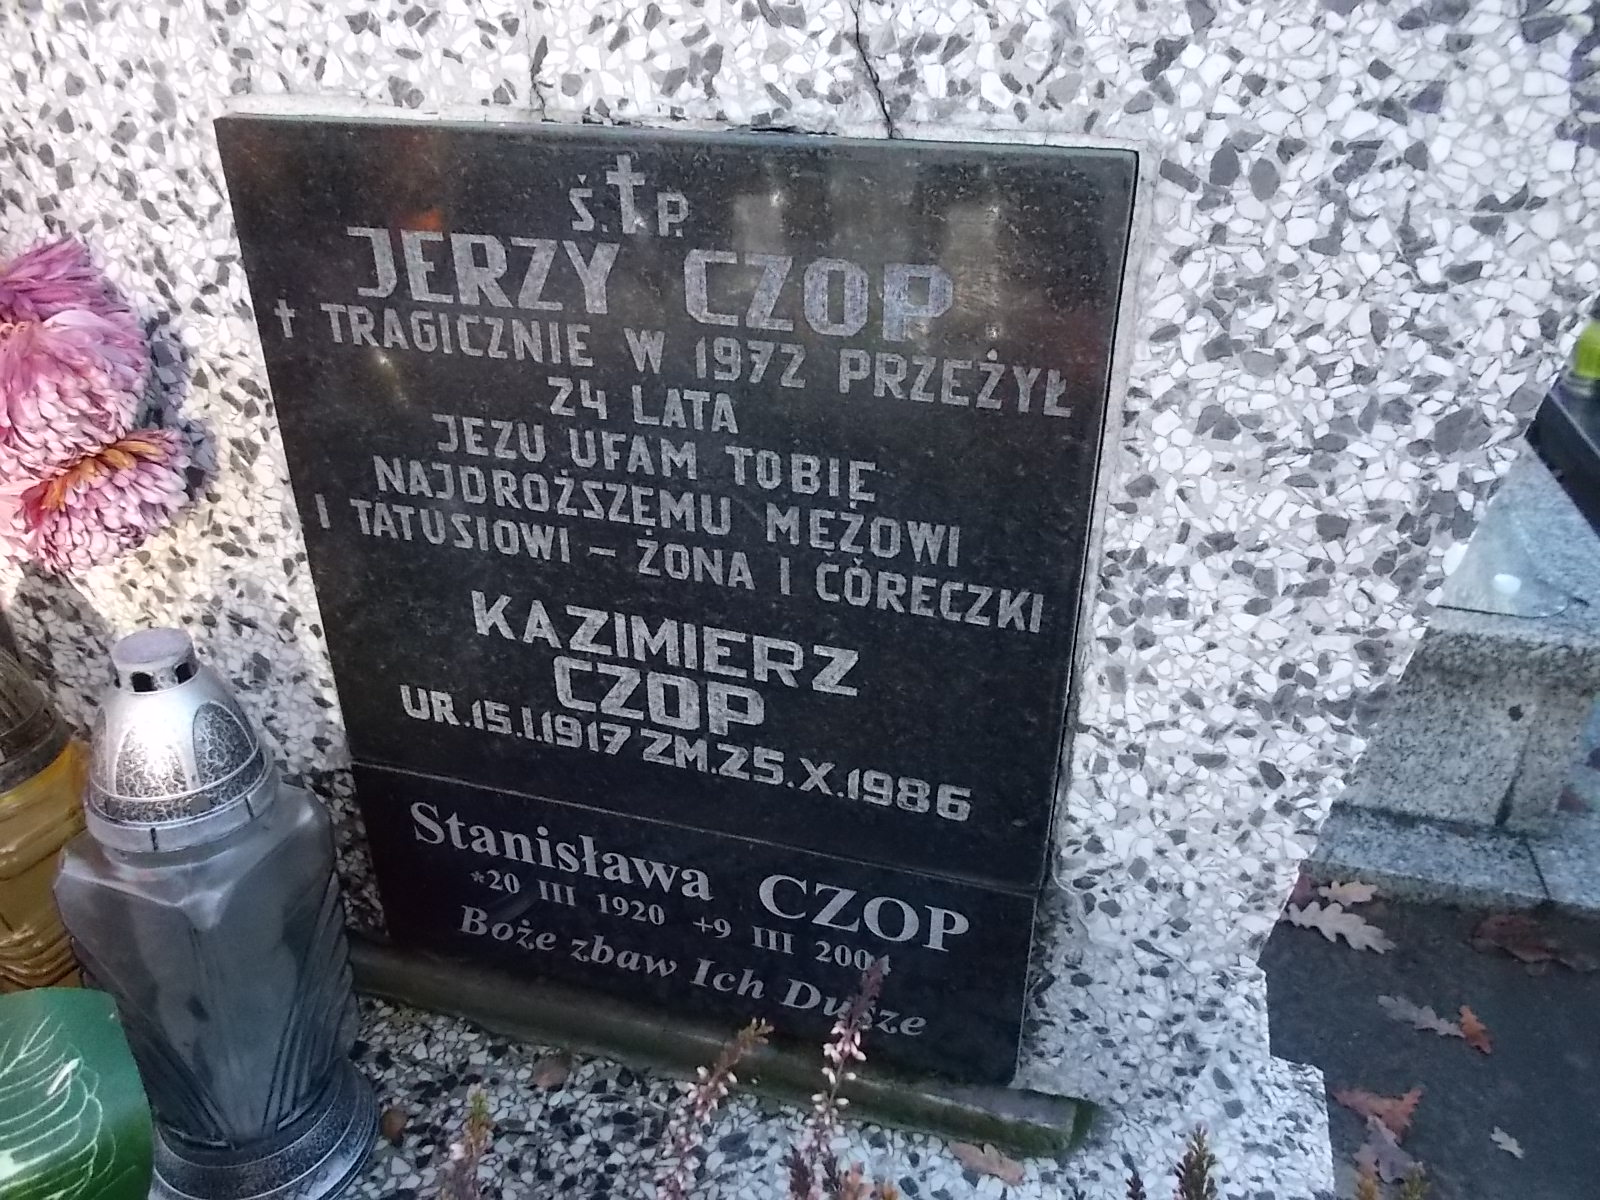 Ś.†P.
JERZY CZOP
† TRAGICZNIE W 1972 PRZEŻYŁ
24 LATA
JEZU UFAM TOBIĘ
NAJDROŻSZEMU MĘŻOWI
I TATUSIOWI – ŻONA I CÓRECZKI
KAZIMIERZ
CZOP
UR.15.I.1917 ZM.25.X.1986
Stanisława CZOP
*20 III 1920 +9 III 2004
Boże zbaw Ich Dusze